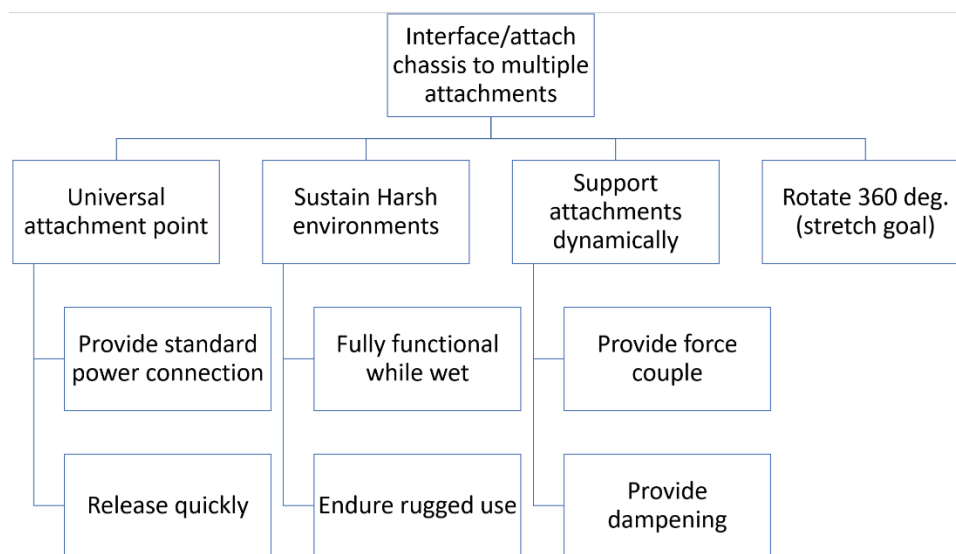 Interface/attach
chassis to multiple
attachments
Universal
attachment point
Sustain Harsh
environments
Support
attachments
dynamically
Rotate 360 deg.
(stretch goal)
Provide standard
power connection
Fully functional
while wet
Provide force
couple
Release quickly
Endure rugged use
Provide
dampening